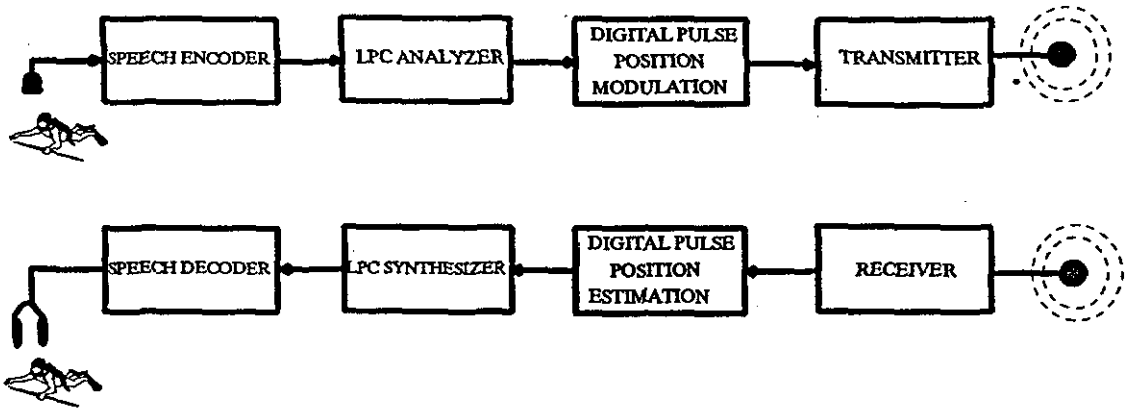 SPEECH ENCODER
LPC ANALYZER
DIGITAL PULSE
POSITION
MODULATION
TRANSMITTER
SPEECH DECODER
LPC SYNTHESIZER
DIGITAL PULSE
POSITION
ESTIMATION
RECEIVER